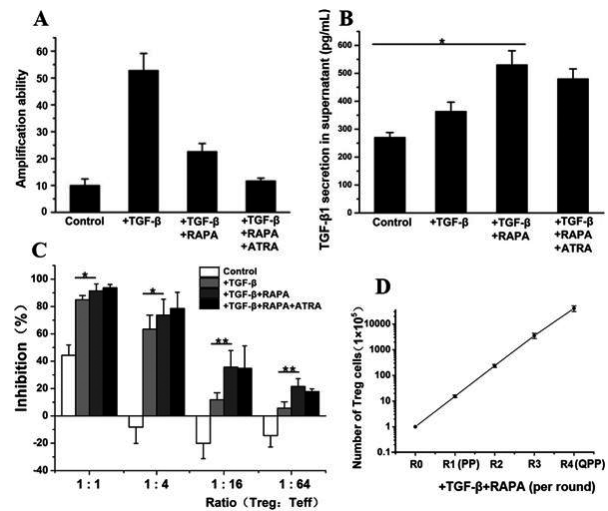 A
Amplification ability
60
50
40
30
20
10
0
Control
+TGF-β
+TGF-β
+RAPA
+TGF-β
+RAPA
+ATRA
B
TGF-β1 secretion in supernatant (pg/mL)
600
500
400
300
200
100
0
*
Control
+TGF-β
+TGF-β
+RAPA
+TGF-β
+RAPA
+ATRA
C
Inhibition (%)
100
80
60
40
20
0
-20
-40
Control
+TGF-β
+TGF-β+RAPA
+TGF-β+RAPA+ATRA
*
*
**
**
1 : 1
1 : 4
1 : 16
1 : 64
Ratio (Treg: Teff)
D
Number of Treg cells (1×10⁵)
10000
1000
100
10
1
0.1
R0
R1 (PP)
R2
R3
R4(QPP)
+TGF-β+RAPA (per round)